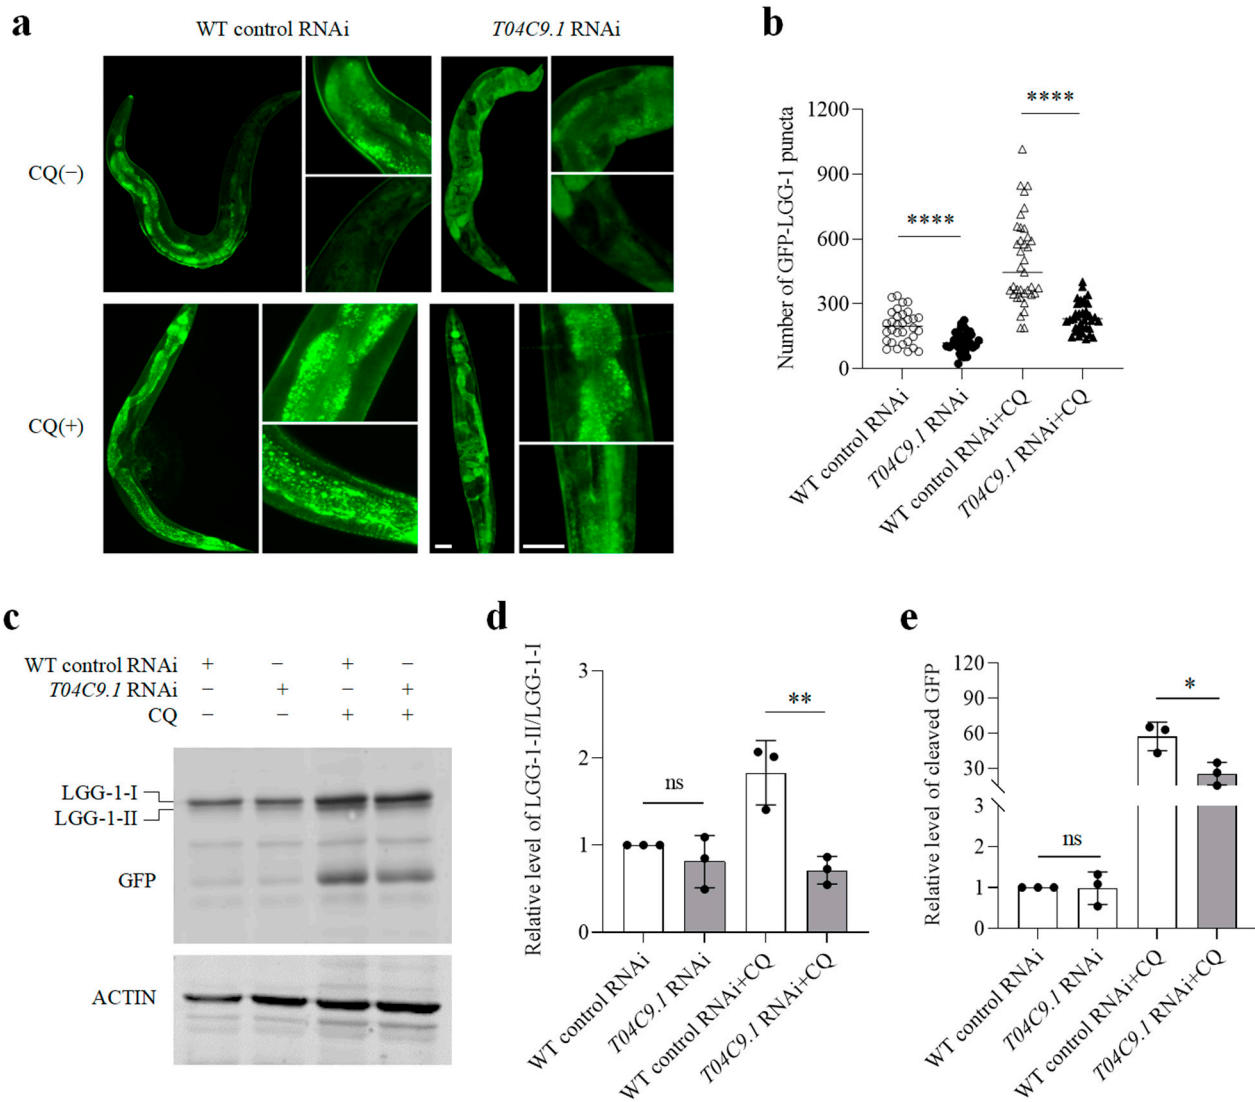 a
WT control RNAi
T04C9.1 RNAi
CQ(−)
CQ(+)
b
Number of GFP-LGG-1 puncta
1200
900
600
300
0
****
****
WT control RNAi
T04C9.1 RNAi
WT control RNAi+CQ
T04C9.1 RNAi+CQ
c
WT control RNAi + − + −
T04C9.1 RNAi − + − +
CQ − − + +
LGG-1-I
LGG-1-II
GFP
ACTIN
d
Relative level of LGG-1-II/LGG-1-I
3
2
1
0
ns
**
WT control RNAi
T04C9.1 RNAi
WT control RNAi+CQ
T04C9.1 RNAi+CQ
e
Relative level of cleaved GFP
120
90
60
30
3
2
1
0
ns
*
WT control RNAi
T04C9.1 RNAi
WT control RNAi+CQ
T04C9.1 RNAi+CQ